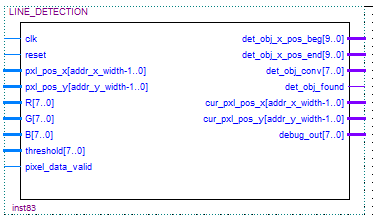 LINE_DETECTION
clk
reset
pxl_pos_x[addr_x_width-1..0]
pxl_pos_y[addr_y_width-1..0]
R[7..0]
G[7..0]
B[7..0]
threshold[7..0]
pixel_data_valid
det_obj_x_pos_beg[9..0]
det_obj_x_pos_end[9..0]
det_obj_conv[7..0]
det_obj_found
cur_pxl_pos_x[addr_x_width-1..0]
cur_pxl_pos_y[addr_y_width-1..0]
debug_out[7..0]
inst83